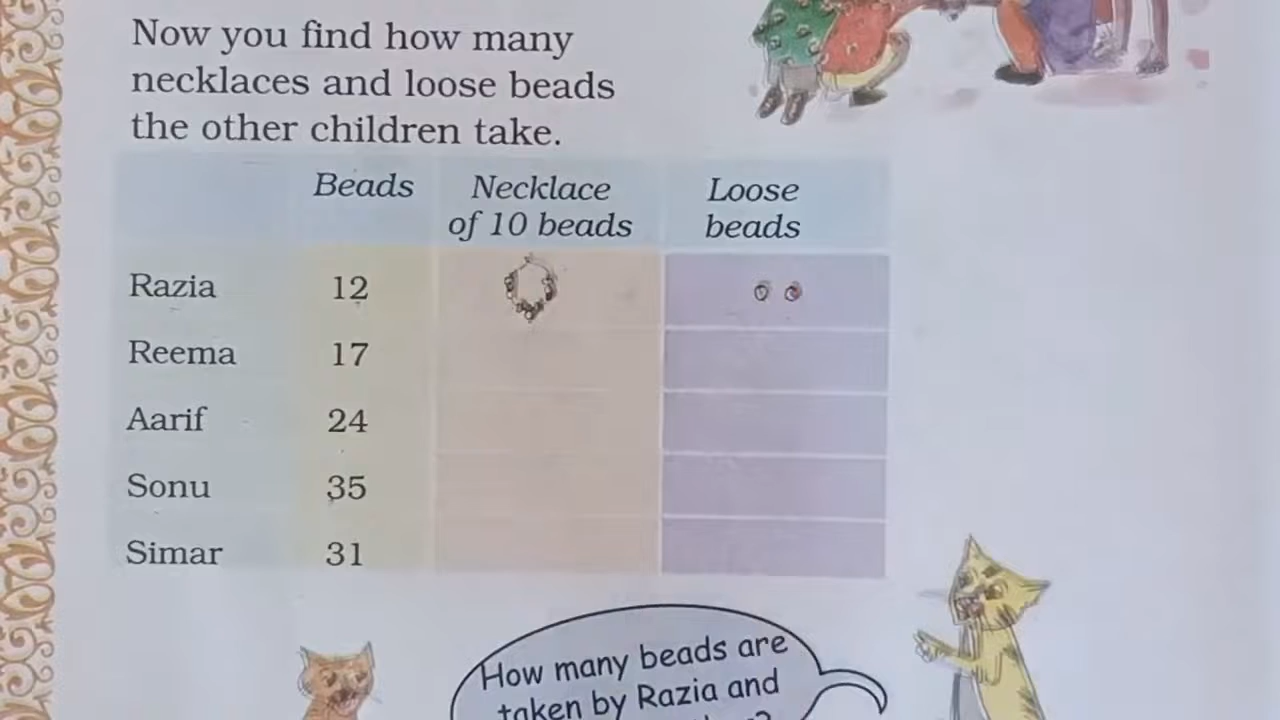 Now you find how many
necklaces and loose beads
the other children take.
Beads Necklace of 10 beads Loose beads
Razia 12
Reema 17
Aarif 24
Sonu 35
Simar 31
How many beads are
taken by Razia and